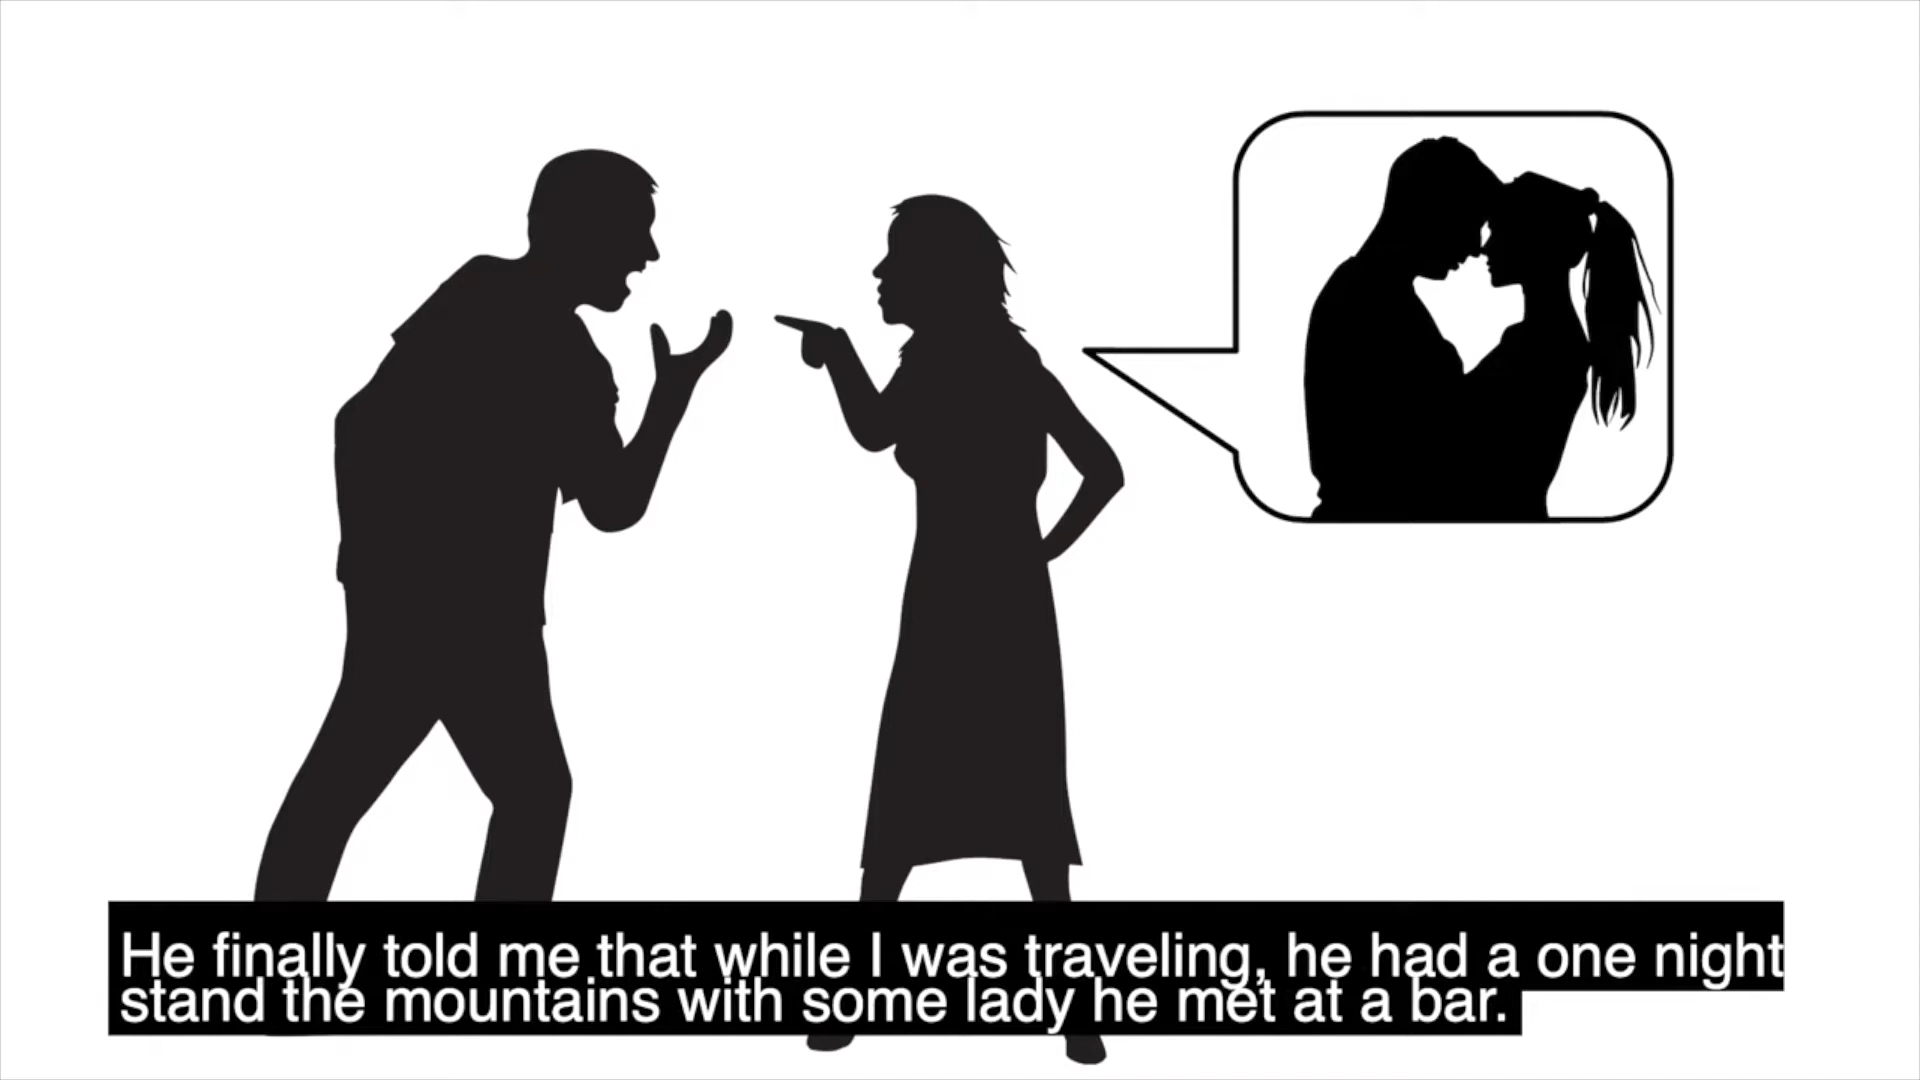 He finally told me that while I was traveling, he had a one night
stand the mountains with some lady he met at a bar.